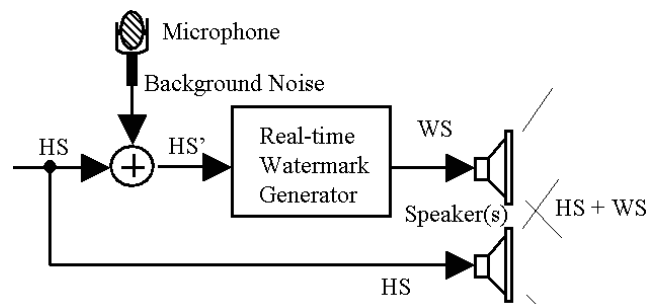 Microphone
Background Noise
HS
HS’
Real-time
Watermark
Generator
WS
Speaker(s)
HS + WS
HS